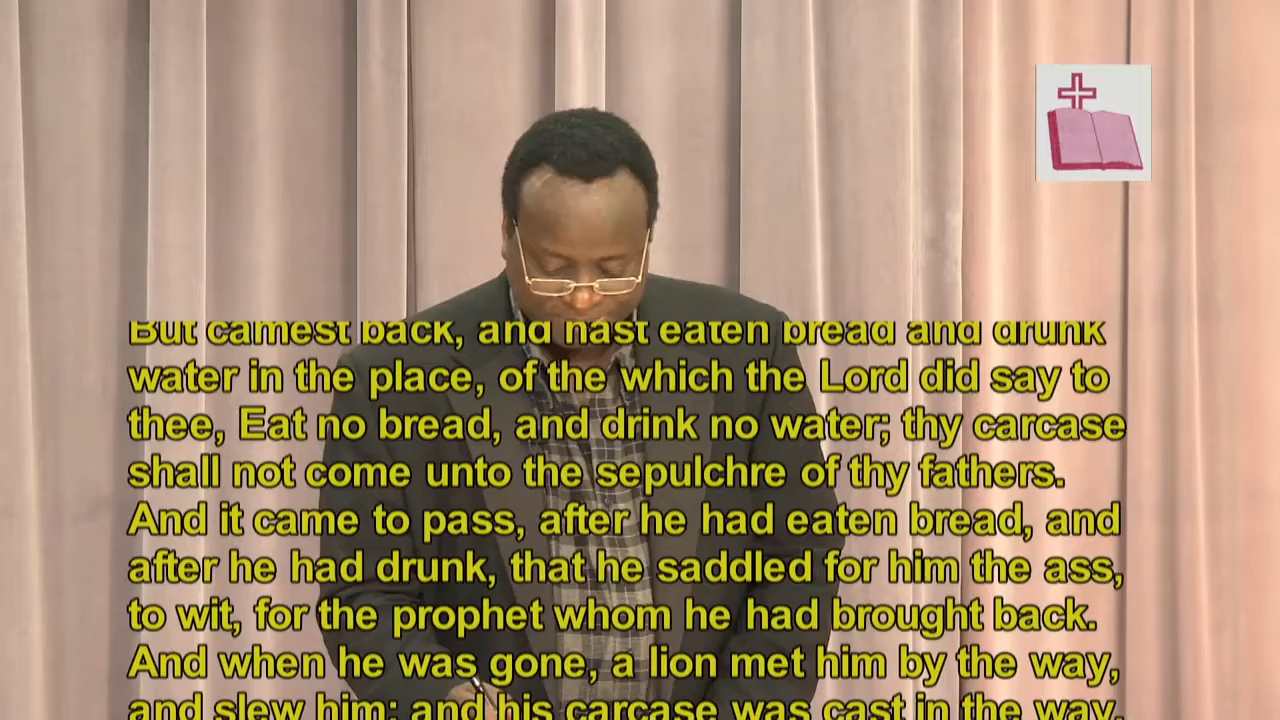 But camest back, and hast eaten bread and drunk
water in the place, of the which the Lord did say to
thee, Eat no bread, and drink no water; thy carcase
shall not come unto the sepulchre of thy fathers.
And it came to pass, after he had eaten bread, and
after he had drunk, that he saddled for him the ass,
to wit, for the prophet whom he had brought back.
And when he was gone, a lion met him by the way,
and slew him: and his carcase was cast in the way,